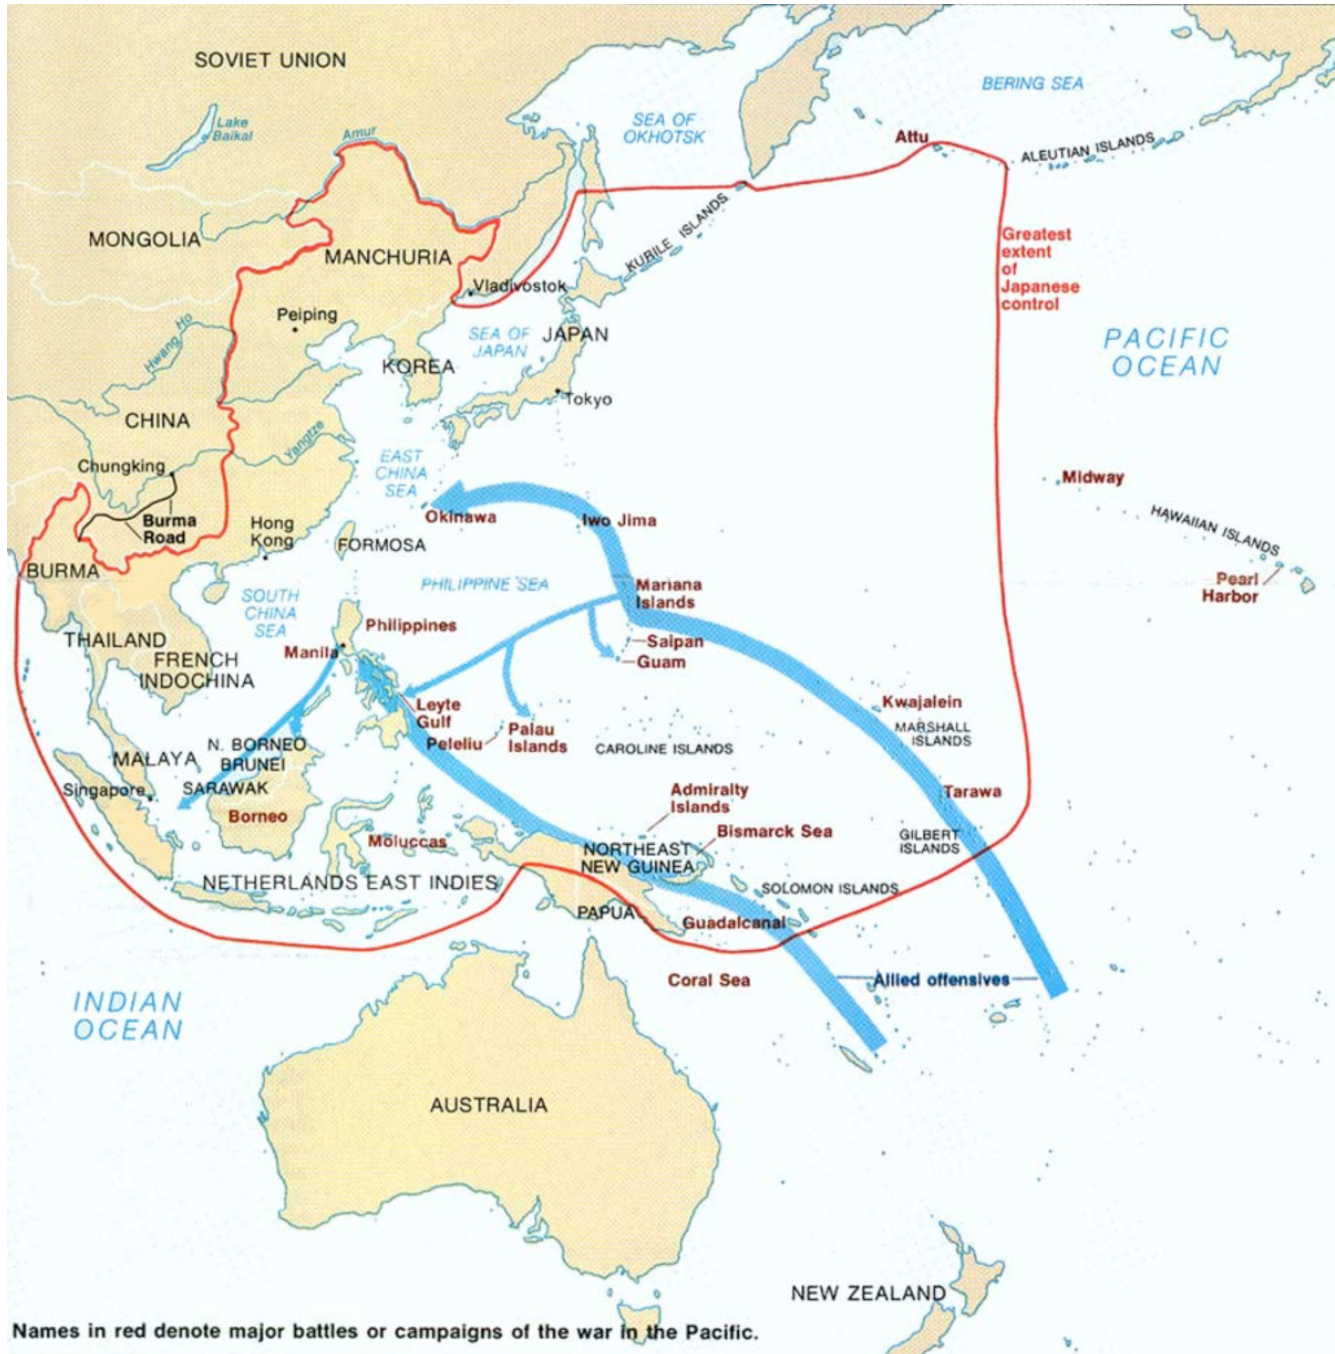 SOVIET UNION
Lake
Baikal
Amur
SEA OF
OKHOTSK
BERING SEA
Attu
ALEUTIAN ISLANDS
MONGOLIA
MANCHURIA
KURILE ISLANDS
Greatest
extent
of
Japanese
control
Vladivostok
Peiping
Hwang Ho
SEA OF
JAPAN
JAPAN
KOREA
Tokyo
PACIFIC
OCEAN
CHINA
Yangtze
Chungking
EAST
CHINA
SEA
Burma
Road
Hong
Kong
Okinawa
Iwo Jima
Midway
HAWAIIAN ISLANDS
Pearl
Harbor
FORMOSA
BURMA
SOUTH
CHINA
SEA
PHILIPPINE SEA
Mariana
Islands
Philippines
Saipan
Guam
Manila
THAILAND
FRENCH
INDOCHINA
Leyte
Gulf
Peleliu
Palau
Islands
CAROLINE ISLANDS
Kwajalein
MARSHALL
ISLANDS
MALAYA
N. BORNEO
BRUNEI
SARAWAK
Singapore
Borneo
Moluccas
Admiralty
Islands
Bismarck Sea
Tarawa
GILBERT
ISLANDS
NORTHEAST
NEW GUINEA
NETHERLANDS EAST INDIES
SOLOMON ISLANDS
PAPUA
Guadalcanal
Coral Sea
Allied offensives
INDIAN
OCEAN
AUSTRALIA
NEW ZEALAND
Names in red denote major battles or campaigns of the war in the Pacific.